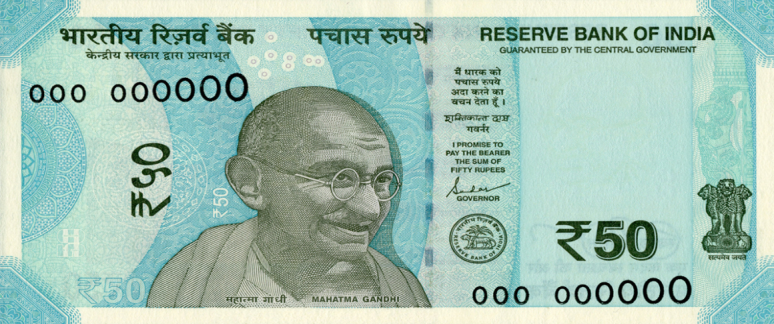 भारतीय रिज़र्व बैंक
केन्द्रीय सरकार द्वारा प्रत्याभूत
पचास रुपये
RESERVE BANK OF INDIA
GUARANTEED BY THE CENTRAL GOVERNMENT
000 000000
मैं धारक को
पचास रुपये
अदा करने का
वचन देता हूँ।
गवर्नर
I PROMISE TO
PAY THE BEARER
THE SUM OF
FIFTY RUPEES
GOVERNOR
₹५०
₹50
₹50
₹50
भारतीय रिज़र्व बैंक
RESERVE BANK OF INDIA
सत्यमेव जयते
महात्मा गांधी
MAHATMA GANDHI
000 000000